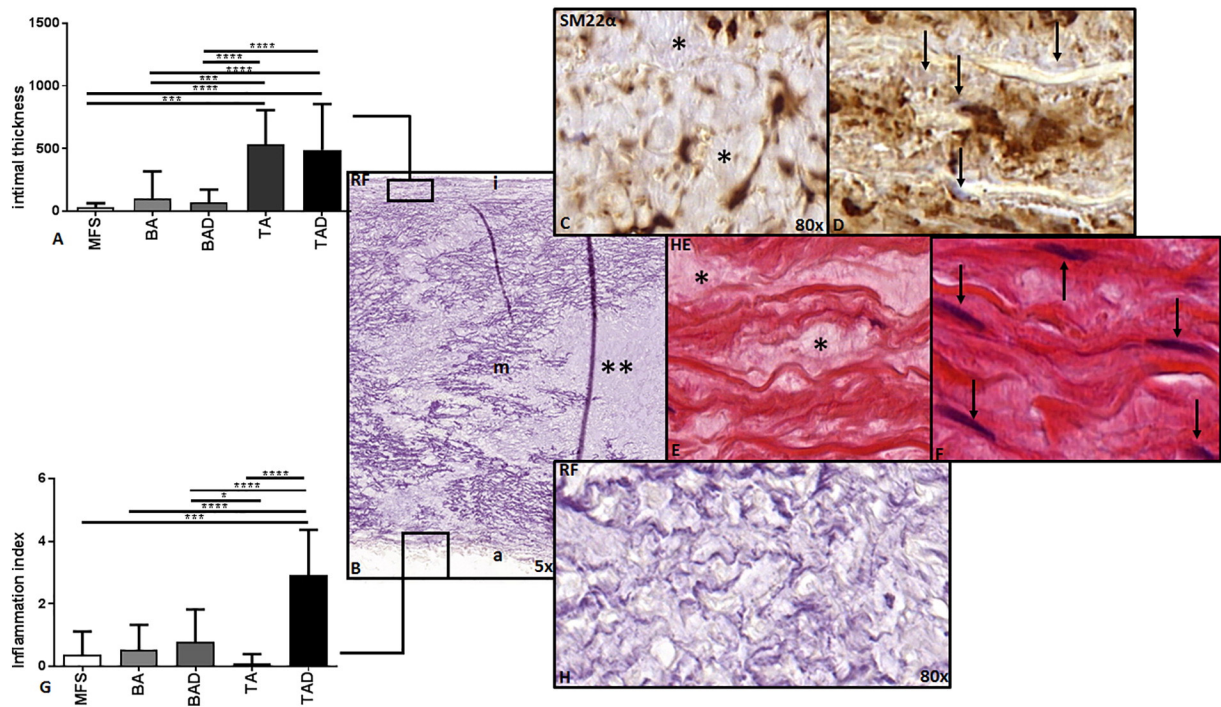 1500
1000
500
0
intimal thickness
****
****
****
***
****
***
MFS
BA
BAD
TA
TAD
A
RF
i
m
**
a
B
5x
SM22α
*
*
C
80x
D
HE
*
*
E
F
6
4
2
0
Inflammation index
****
****
*
****
***
MFS
BA
BAD
TA
TAD
G
RF
H
80x